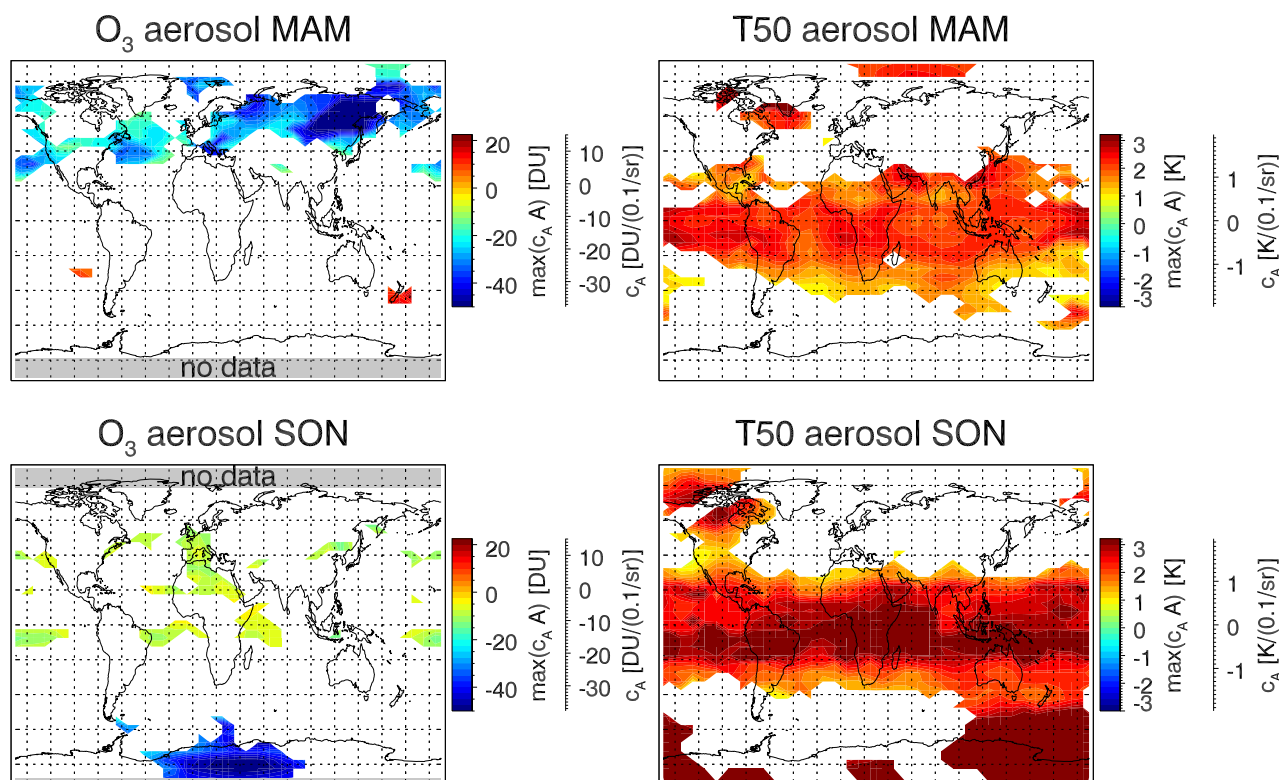 O3 aerosol MAM
no data
20
0
-20
-40
max(cA A) [DU]
10
0
-10
-20
-30
cA [DU/(0.1/sr)]
T50 aerosol MAM
3
2
1
0
-1
-2
-3
max(cA A) [K]
1
0
-1
cA [K/(0.1/sr)]
O3 aerosol SON
no data
20
0
-20
-40
max(cA A) [DU]
10
0
-10
-20
-30
cA [DU/(0.1/sr)]
T50 aerosol SON
3
2
1
0
-1
-2
-3
max(cA A) [K]
1
0
-1
cA [K/(0.1/sr)]